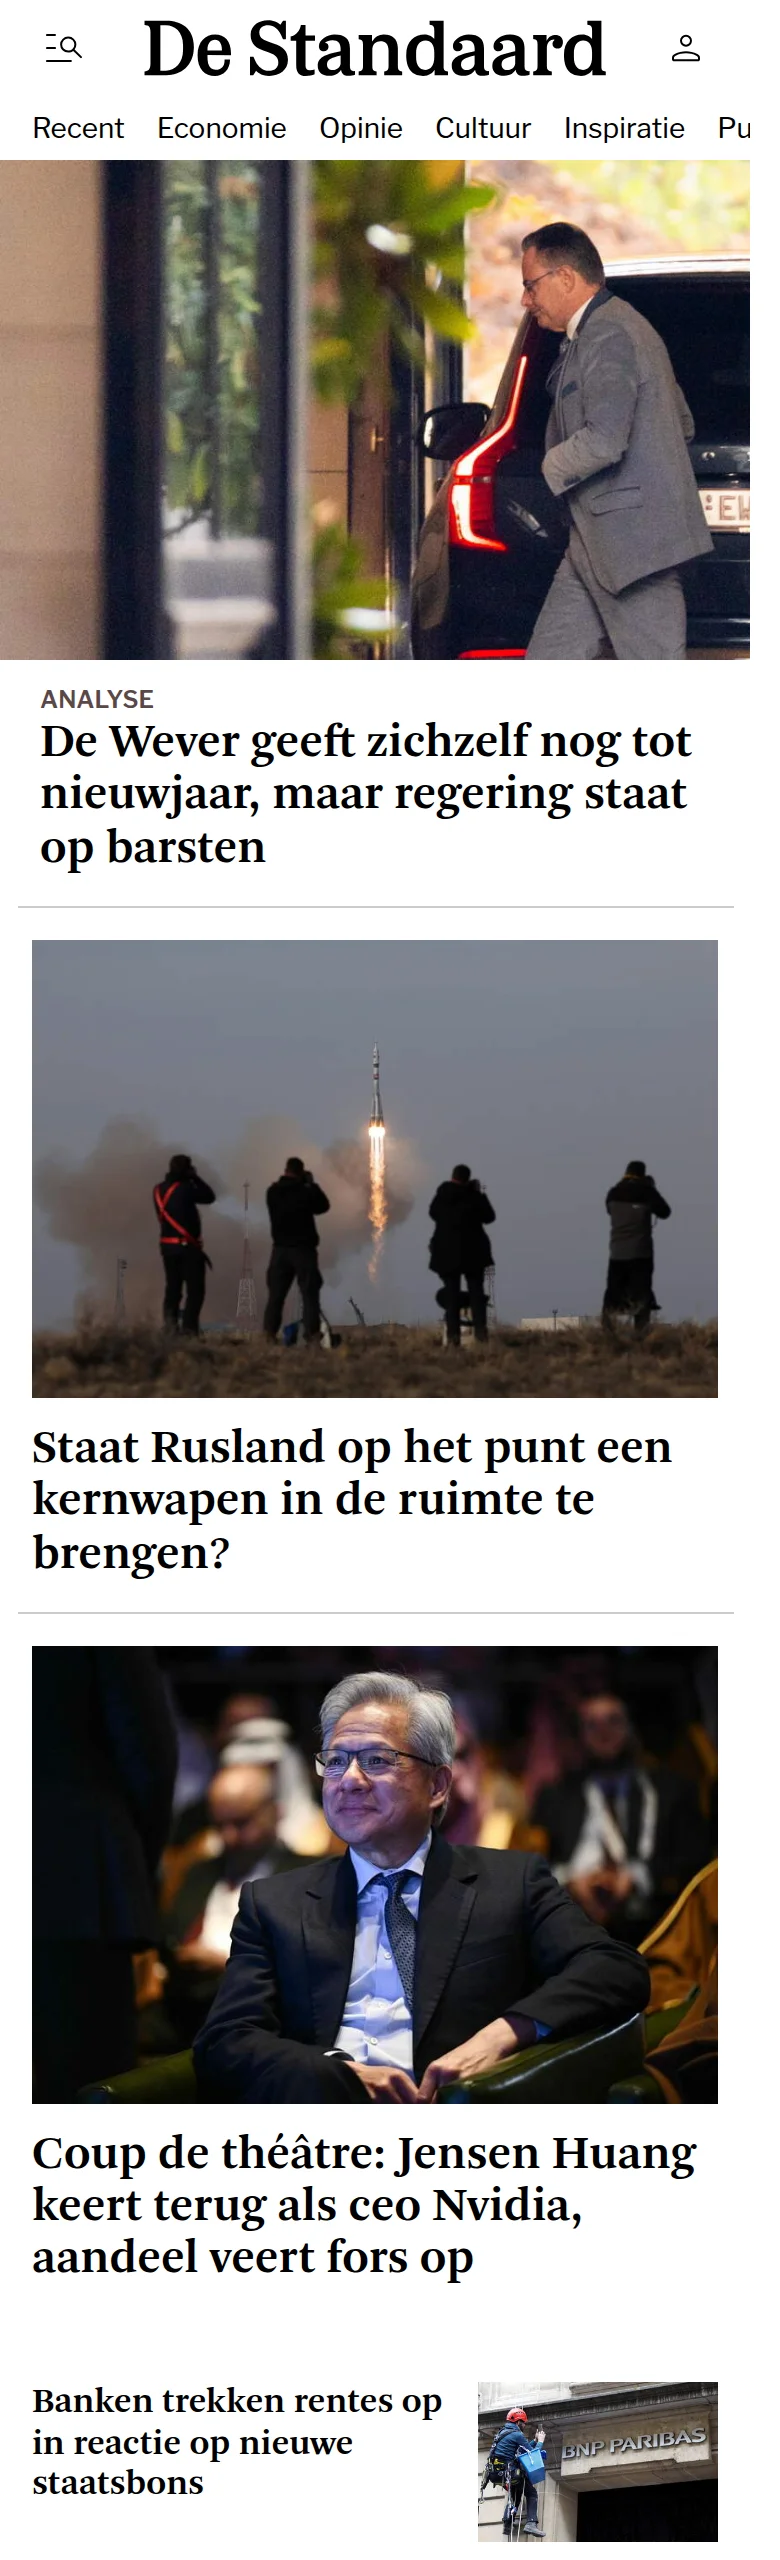 De Standaard
Recent Economie Opinie Cultuur Inspiratie Pu
ANALYSE
De Wever geeft zichzelf nog tot
nieuwjaar, maar regering staat
op barsten
Staat Rusland op het punt een
kernwapen in de ruimte te
brengen?
Coup de théâtre: Jensen Huang
keert terug als ceo Nvidia,
aandeel veert fors op
Banken trekken rentes op
in reactie op nieuwe
staatsbons
BNP PARIBAS